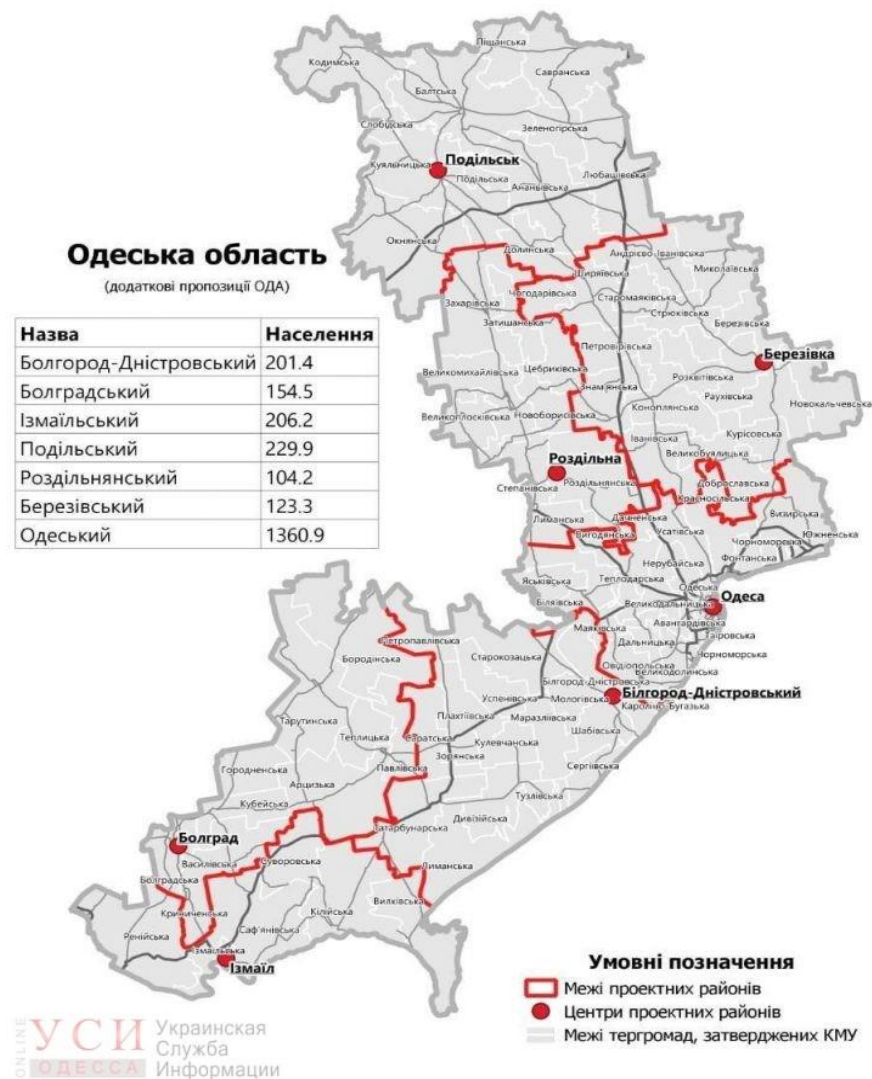 Піщанська
Кодимська
Савранська
Балтська
Слобідська
Зеленогірська
Куяльницька
Подільськ
Подільська
Любашівська
Ананьївська
Окнянська
Долинська
Андрієво-Іванівська
Миколаївська
Ширяївська
Одеська область
(додаткові пропозиції ОДА)
Захарівська
Чогодарівська
Старомаяківська
Стрюківська
Затишанська
Березівська
Назва Населення
Болгород-Дністровський 201.4
Болградський 154.5
Ізмаїльський 206.2
Подільський 229.9
Роздільнянський 104.2
Березівський 123.3
Одеський 1360.9
Петровірівська
Березівка
Великомихайлівська
Цебриківська
Знам'янська
Розквітівська
Раухівська
Новокальчевська
Великоплосківська
Новоборисівська
Коноплянська
Курісовська
Іванівська
Великобуялицька
Роздільна
Роздільнянська
Доброславська
Степанівська
Красносільська
Лиманська
Дачненська
Визирська
Вигодянська
Усатівська
Южненська
Чорноморська
Фонтанська
Нерубайська
Яськівська
Теплодарська
Одеська
Одеса
Біляївська
Великодальницька
Маяківська
Авангардівська
Таїровська
Дальницька
Чорноморська
Петропавлівська
Старокозацька
Бородінська
Овідіопольська
Великодолинська
Білгород-Дністровська
Білгород-Дністровський
Успенівська
Мологівська
Кароліно-Бугазька
Плахтіївська
Маразліївська
Тарутинська
Шабівська
Теплицька
Саратська
Кулевчанська
Зорянська
Городненська
Павлівська
Сергіївська
Арцизька
Кубейська
Тузлівська
Дивізійська
Татарбунарська
Болград
Василівська
Суворовська
Лиманська
Болградська
Вилківська
Криниченська
Кілійська
Саф'янівська
Ренійська
Ізмаїльська
Ізмаїл
Умовні позначення
Межі проектних районів
Центри проектних районів
Межі тергромад, затверджених КМУ
ONLINE
УСИ
ОДЕССА
Украинская
Служба
Информации